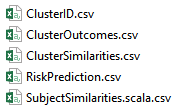 ClusterID.csv
ClusterOutcomes.csv
ClusterSimilarities.csv
RiskPrediction.csv
SubjectSimilarities.scala.csv